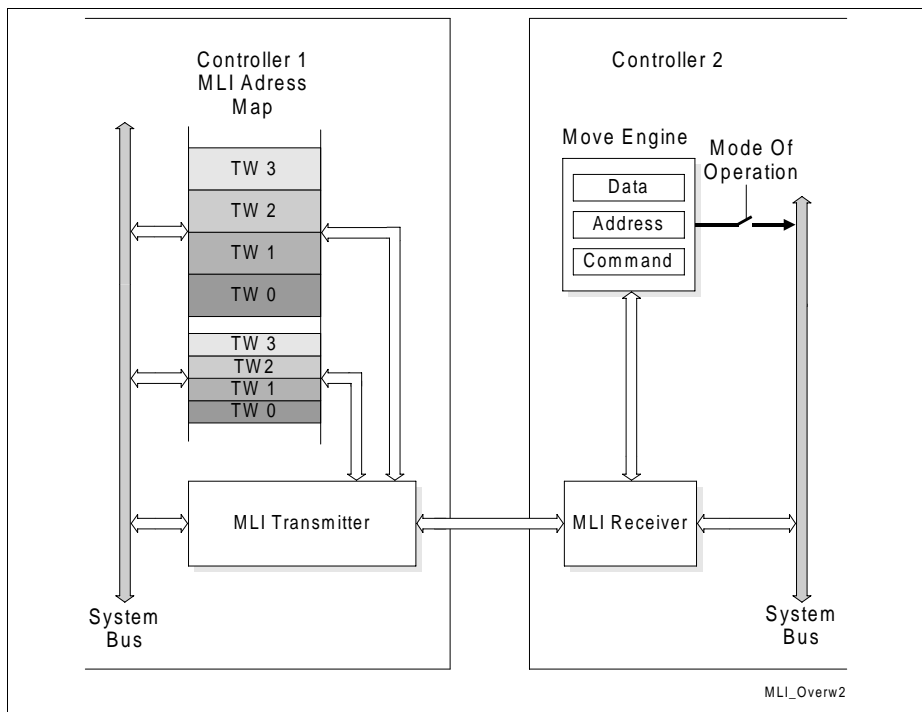 Controller 1
MLI Adress
Map
TW 3
TW 2
TW 1
TW 0
TW 3
TW2
TW 1
TW 0
MLI Transmitter
System
Bus
Controller 2
Move Engine
Mode Of
Operation
Data
Address
Command
MLI Receiver
System
Bus
MLI_Overw2